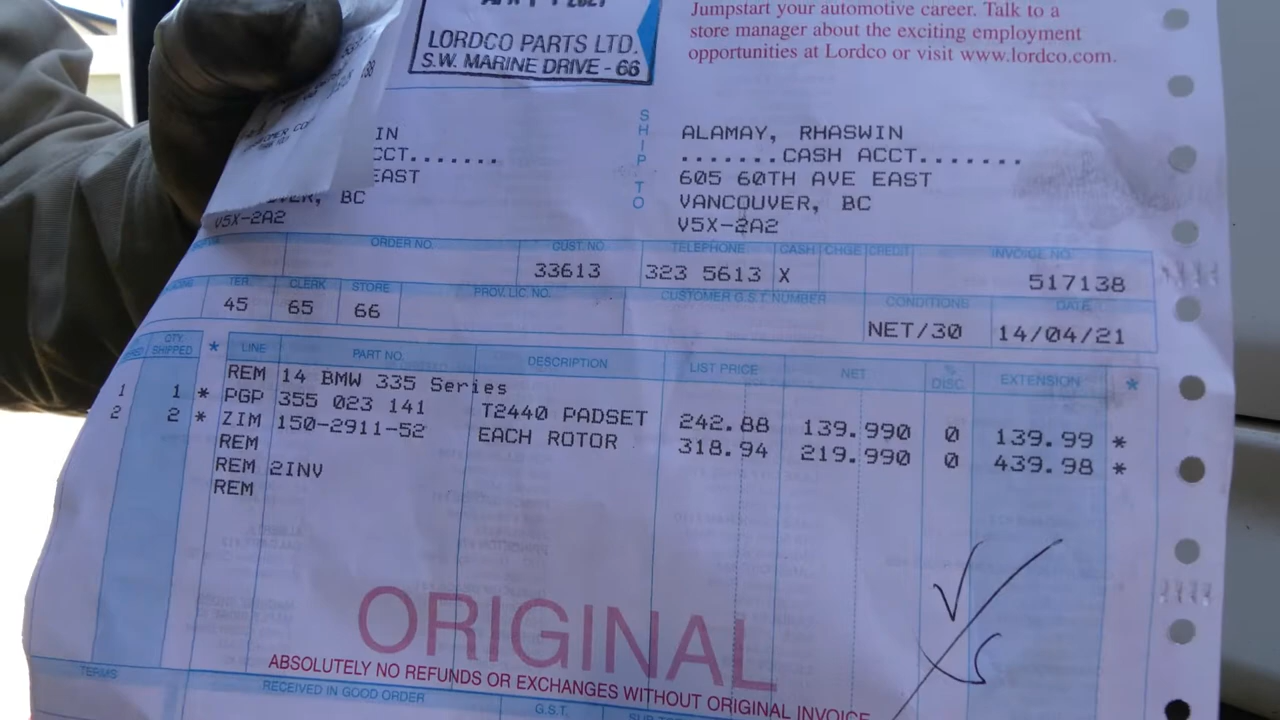 LORDCO PARTS LTD.
S.W. MARINE DRIVE - 66
Jumpstart your automotive career. Talk to a
store manager about the exciting employment
opportunities at Lordco or visit www.lordco.com.
IN
CCT.......
EAST
BC
V5X-2A2
SHIP TO
ALAMAY, RHASWIN
.......CASH ACCT.......
605 60TH AVE EAST
VANCOUVER, BC
V5X-2A2
ORDER NO. CUST. NO. TELEPHONE CASH CHGE CREDIT INVOICE NO.
33613 323 5613 X 517138
TER. CLERK STORE PROV. LIC. NO. CUSTOMER G.S.T. NUMBER CONDITIONS DATE
45 65 66 NET/30 14/04/21
QTY. SHIPPED * LINE PART NO. DESCRIPTION LIST PRICE NET % DISC EXTENSION *
REM 14 BMW 335 Series
1 1 * PGP 355 023 141 T2440 PADSET 242.88 139.990 0 139.99 *
2 2 * ZIM 150-2911-52 EACH ROTOR 318.94 219.990 0 439.98 *
REM
REM 2INV
REM
ORIGINAL
ABSOLUTELY NO REFUNDS OR EXCHANGES WITHOUT ORIGINAL INVOICE
TERMS RECEIVED IN GOOD ORDER G.S.T.